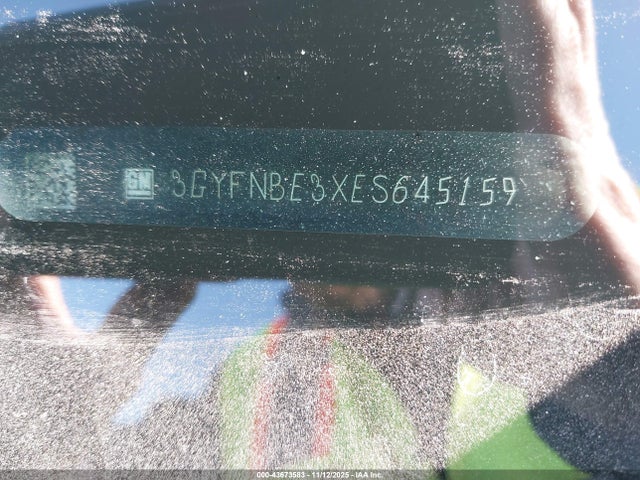 GM 3GYFNBE3XES645159
000-43673583 - 11/12/2025 - IAA Inc.